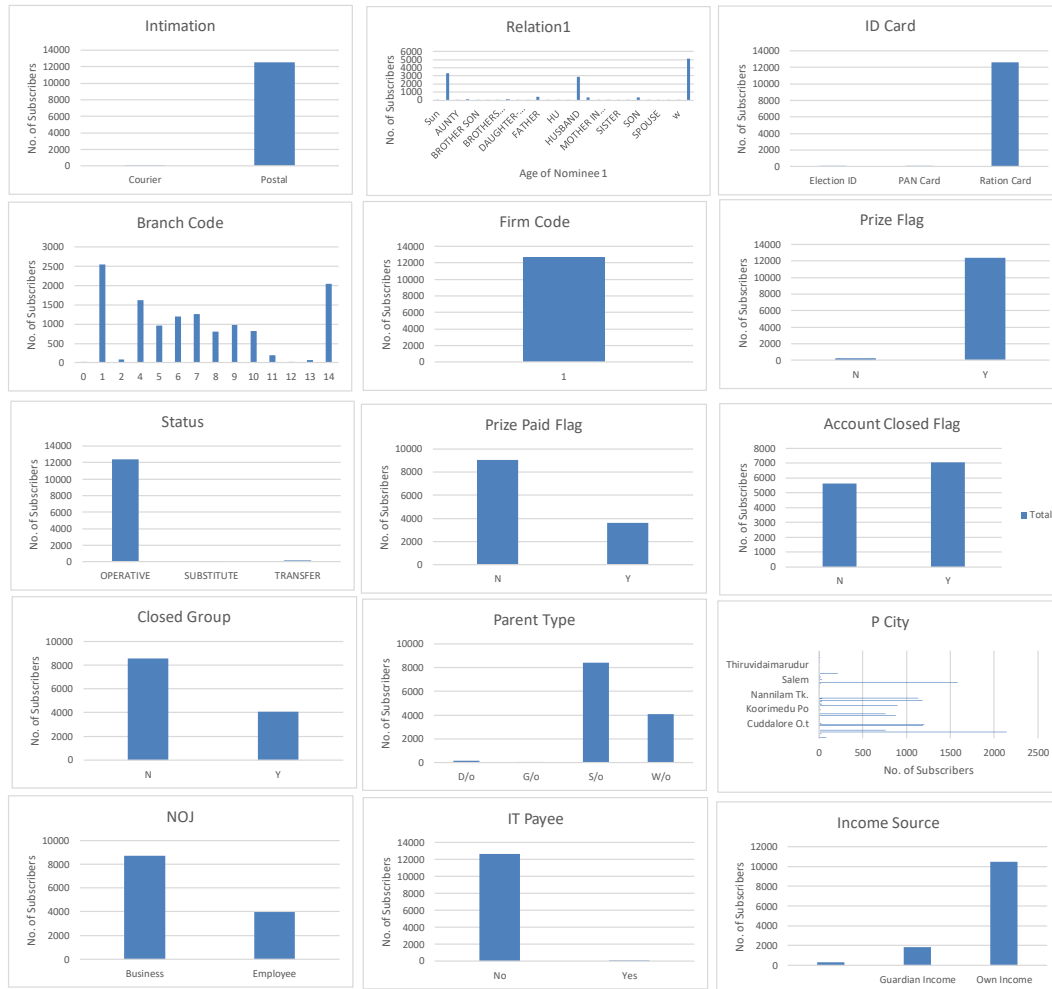 Intimation
No. of Subscribers
14000
12000
10000
8000
6000
4000
2000
0
Courier Postal
Relation1
No. of Subscribers
6000
5000
4000
3000
2000
1000
0
Sun
AUNTY
BROTHER SON
BROTHERS...
DAUGHTER-...
FATHER
HU
HUSBAND
MOTHER IN...
SISTER
SON
SPOUSE
w
Age of Nominee 1
ID Card
No. of Subscribers
14000
12000
10000
8000
6000
4000
2000
0
Election ID PAN Card Ration Card
Branch Code
No. of Subscribers
3000
2500
2000
1500
1000
500
0
0 1 2 4 5 6 7 8 9 10 11 12 13 14
Firm Code
No. of Subscribers
14000
12000
10000
8000
6000
4000
2000
0
1
Prize Flag
No. of Subscribers
14000
12000
10000
8000
6000
4000
2000
0
N Y
Status
No. of Subscribers
14000
12000
10000
8000
6000
4000
2000
0
OPERATIVE SUBSTITUTE TRANSFER
Prize Paid Flag
No. of Subscribers
10000
8000
6000
4000
2000
0
N Y
Account Closed Flag
No. of Subscribers
8000
7000
6000
5000
4000
3000
2000
1000
0
N Y
Total
Closed Group
No. of Subscribers
10000
8000
6000
4000
2000
0
N Y
Parent Type
No. of Subscribers
10000
8000
6000
4000
2000
0
D/o G/o S/o W/o
P City
Thiruvidaimarudur
Salem
Nannilam Tk.
Koorimedu Po
Cuddalore O.t
0 500 1000 1500 2000 2500
No. of Subscribers
NOJ
No. of Subscribers
10000
8000
6000
4000
2000
0
Business Employee
IT Payee
No. of Subscribers
14000
12000
10000
8000
6000
4000
2000
0
No Yes
Income Source
No. of Subscribers
12000
10000
8000
6000
4000
2000
0
Guardian Income Own Income